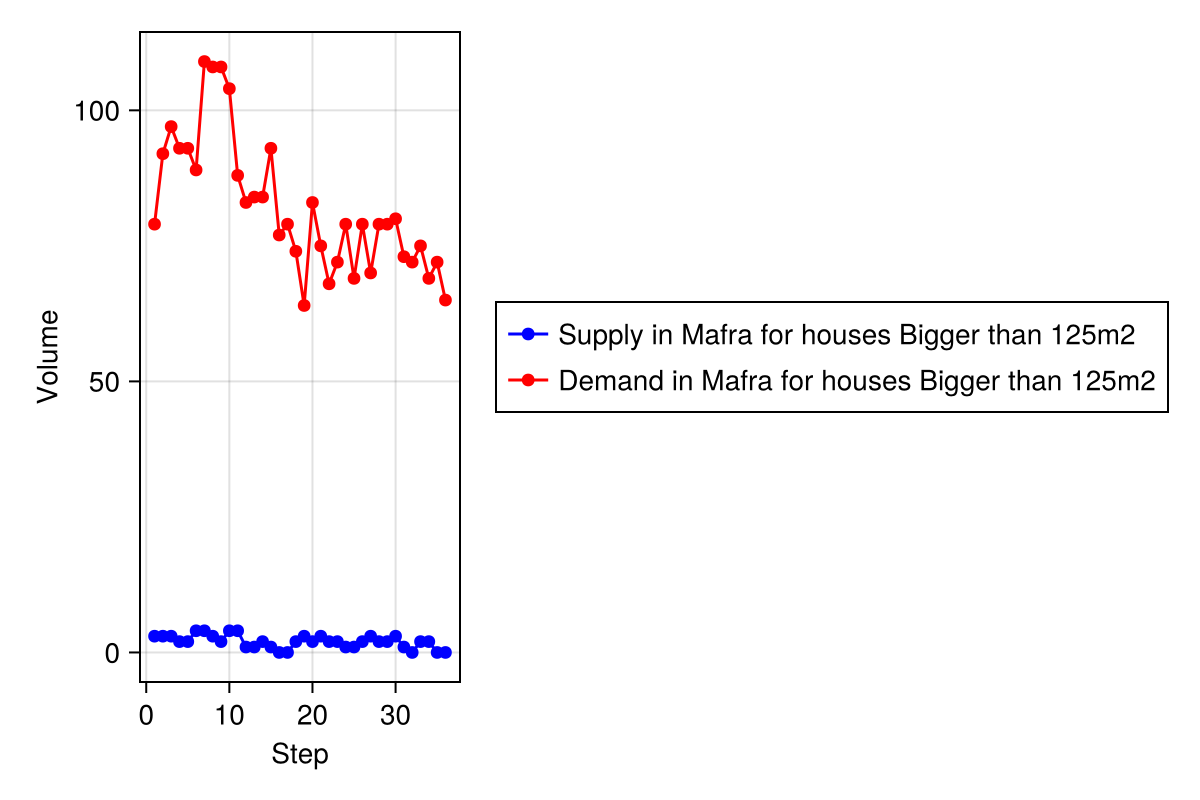 100
50
0
Volume
0 10 20 30
Step
Supply in Mafra for houses Bigger than 125m2
Demand in Mafra for houses Bigger than 125m2